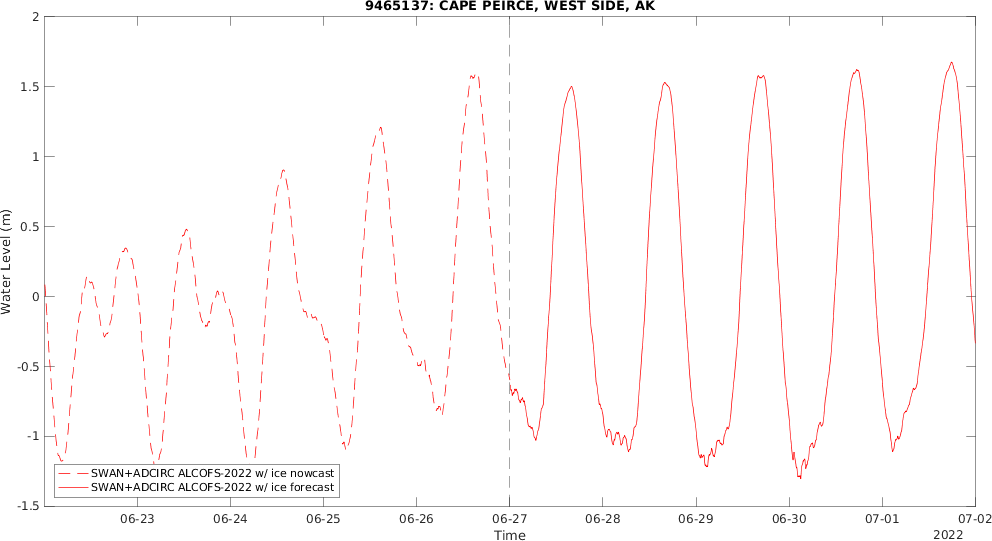 9465137: CAPE PEIRCE, WEST SIDE, AK
Water Level (m)
2
1.5
1
0.5
0
-0.5
-1
-1.5
SWAN+ADCIRC ALCOFS-2022 w/ ice nowcast
SWAN+ADCIRC ALCOFS-2022 w/ ice forecast
06-23 06-24 06-25 06-26 06-27 06-28 06-29 06-30 07-01 07-02
Time
2022